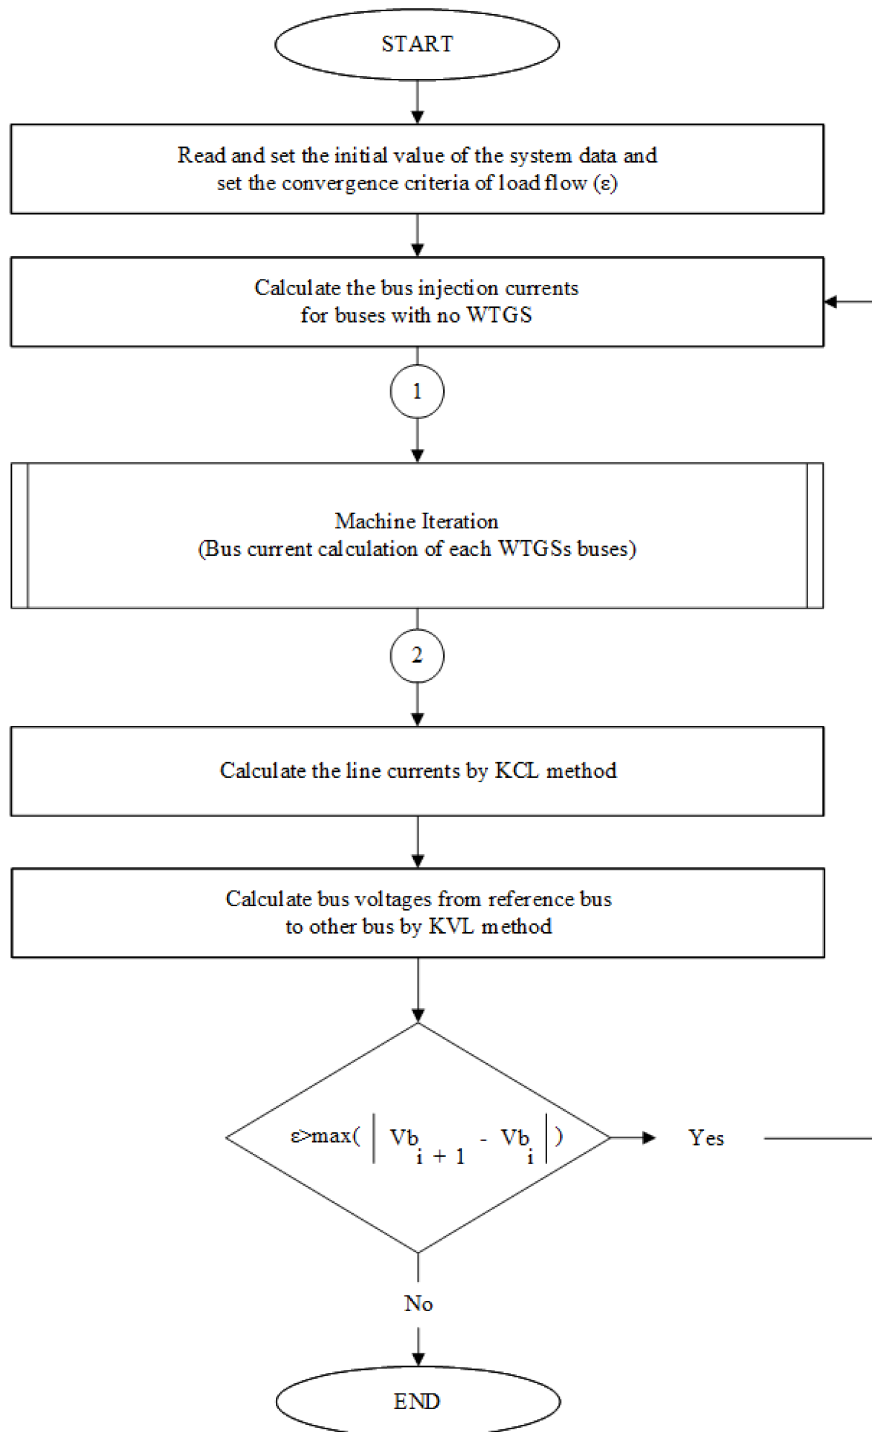 START
Read and set the initial value of the system data and
set the convergence criteria of load flow (ε)
Calculate the bus injection currents
for buses with no WTGS
1
Machine Iteration
(Bus current calculation of each WTGSs buses)
2
Calculate the line currents by KCL method
Calculate bus voltages from reference bus
to other bus by KVL method
ε>max( | Vb i + 1 - Vb i | )
Yes
No
END